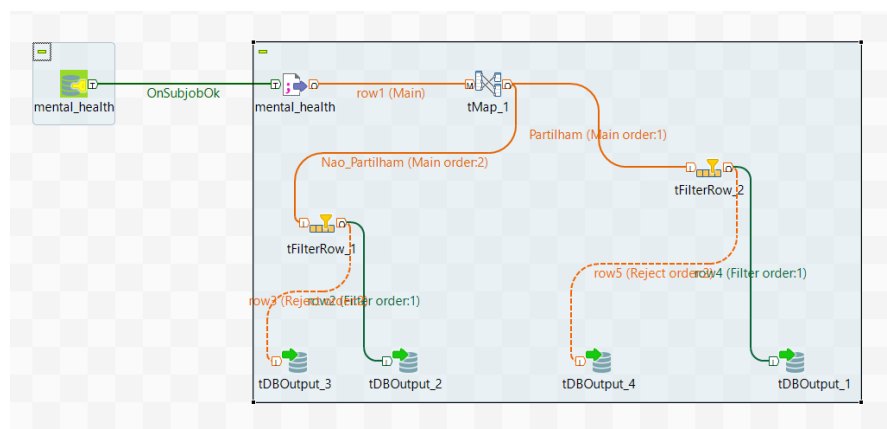 mental_health
OnSubjobOk
mental_health
row1 (Main)
tMap_1
Partilham (Main order:1)
Nao_Partilham (Main order:2)
tFilterRow_2
tFilterRow_1
row5 (Reject order:2)
row4 (Filter order:1)
row3 (Reject order:2)
row2 (Filter order:1)
tDBOutput_3
tDBOutput_2
tDBOutput_4
tDBOutput_1